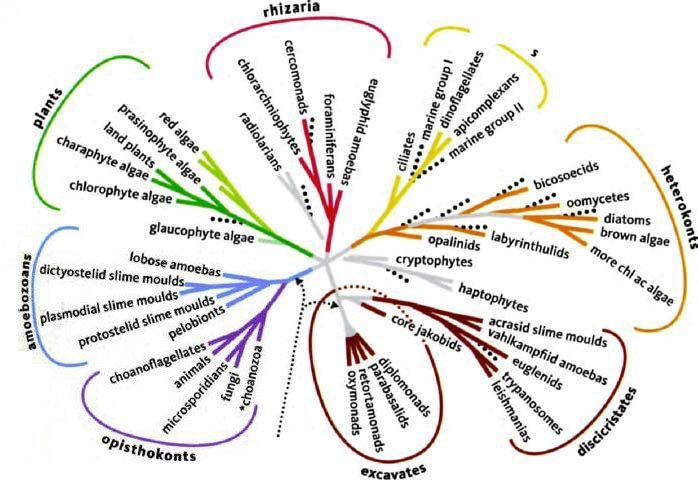 rhizaria
cercomonads
chlorarchniophytes
foraminiferans
euglyphid amoebas
radiolarians
s
marine group I
dinoflagellates
apicomplexans
marine group II
ciliates
plants
red algae
prasinophyte algae
land plants
charaphyte algae
chlorophyte algae
glaucophyte algae
heterokonts
bicosoecids
oomycetes
diatoms
brown algae
more chl ac algae
labyrinthulids
opalinids
cryptophytes
haptophytes
amoebozoans
lobose amoebas
dictyostelid slime moulds
plasmodial slime moulds
protostelid slime moulds
pelobionts
choanoflagellates
animals
microsporidians
fungi
*choanozoa
opisthokonts
core jakobids
diplomonads
parabasalids
retortamonads
oxymonads
excavates
acrasid slime moulds
vahlkampfiid amoebas
euglenids
trypanosomes
leishmanias
discicristates